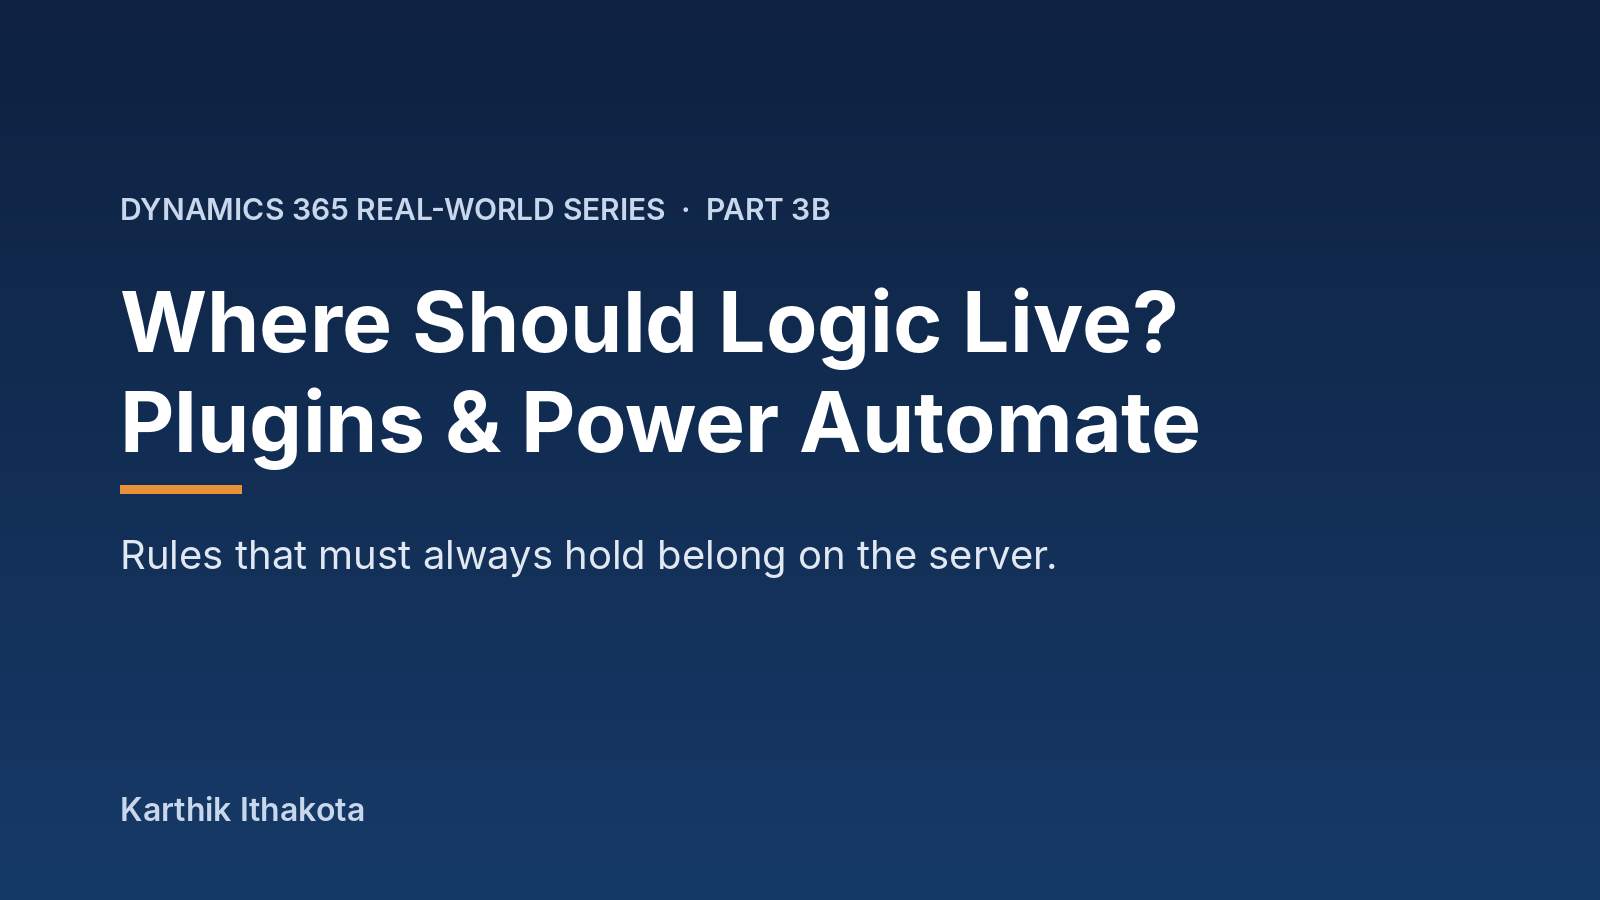 DYNAMICS 365 REAL-WORLD SERIES · PART 3B
Where Should Logic Live?
Plugins & Power Automate
Rules that must always hold belong on the server.
Karthik Ithakota